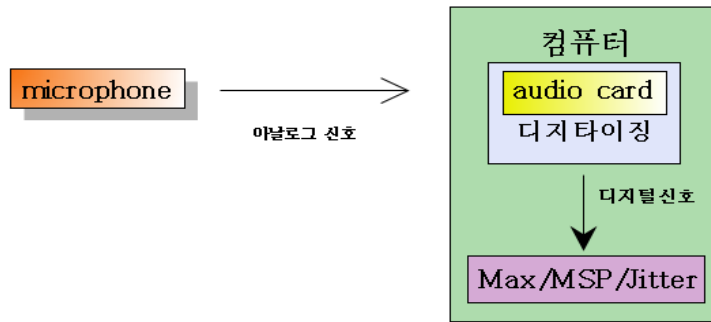 컴퓨터
microphone
audio card
아날로그 신호
디지타이징
디지털신호
Max/MSP/Jitter